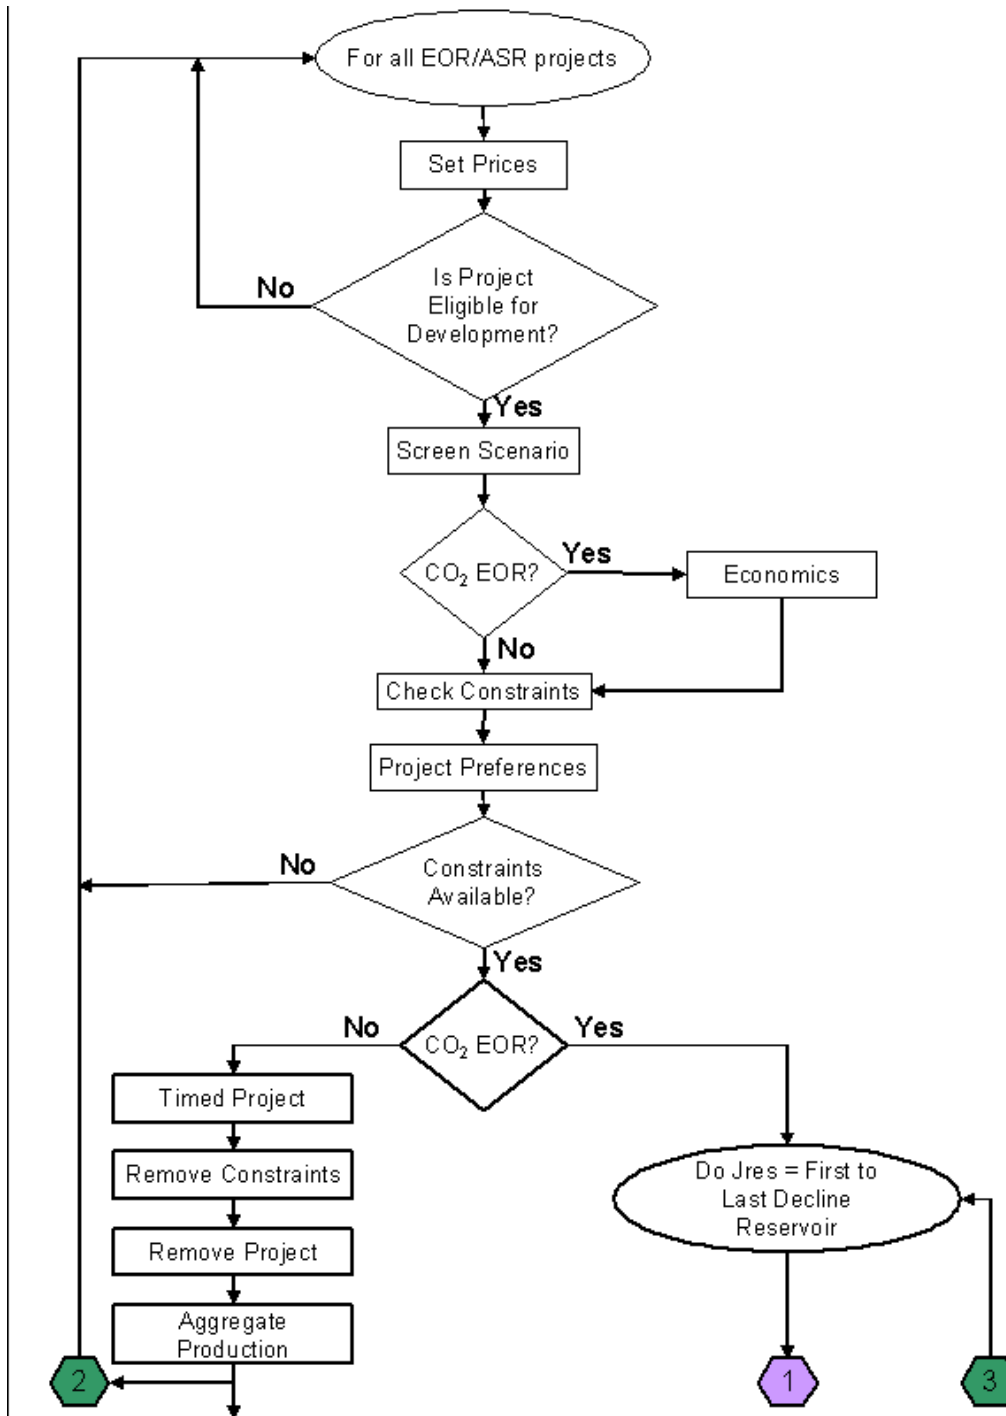 For all EOR/ASR projects
Set Prices
Is Project
Eligible for
Development?
No
Yes
Screen Scenario
CO₂ EOR?
Yes
Economics
No
Check Constraints
Project Preferences
Constraints
Available?
No
Yes
CO₂ EOR?
No
Yes
Timed Project
Remove Constraints
Remove Project
Aggregate
Production
Do Jres = First to
Last Decline
Reservoir
2
1
3